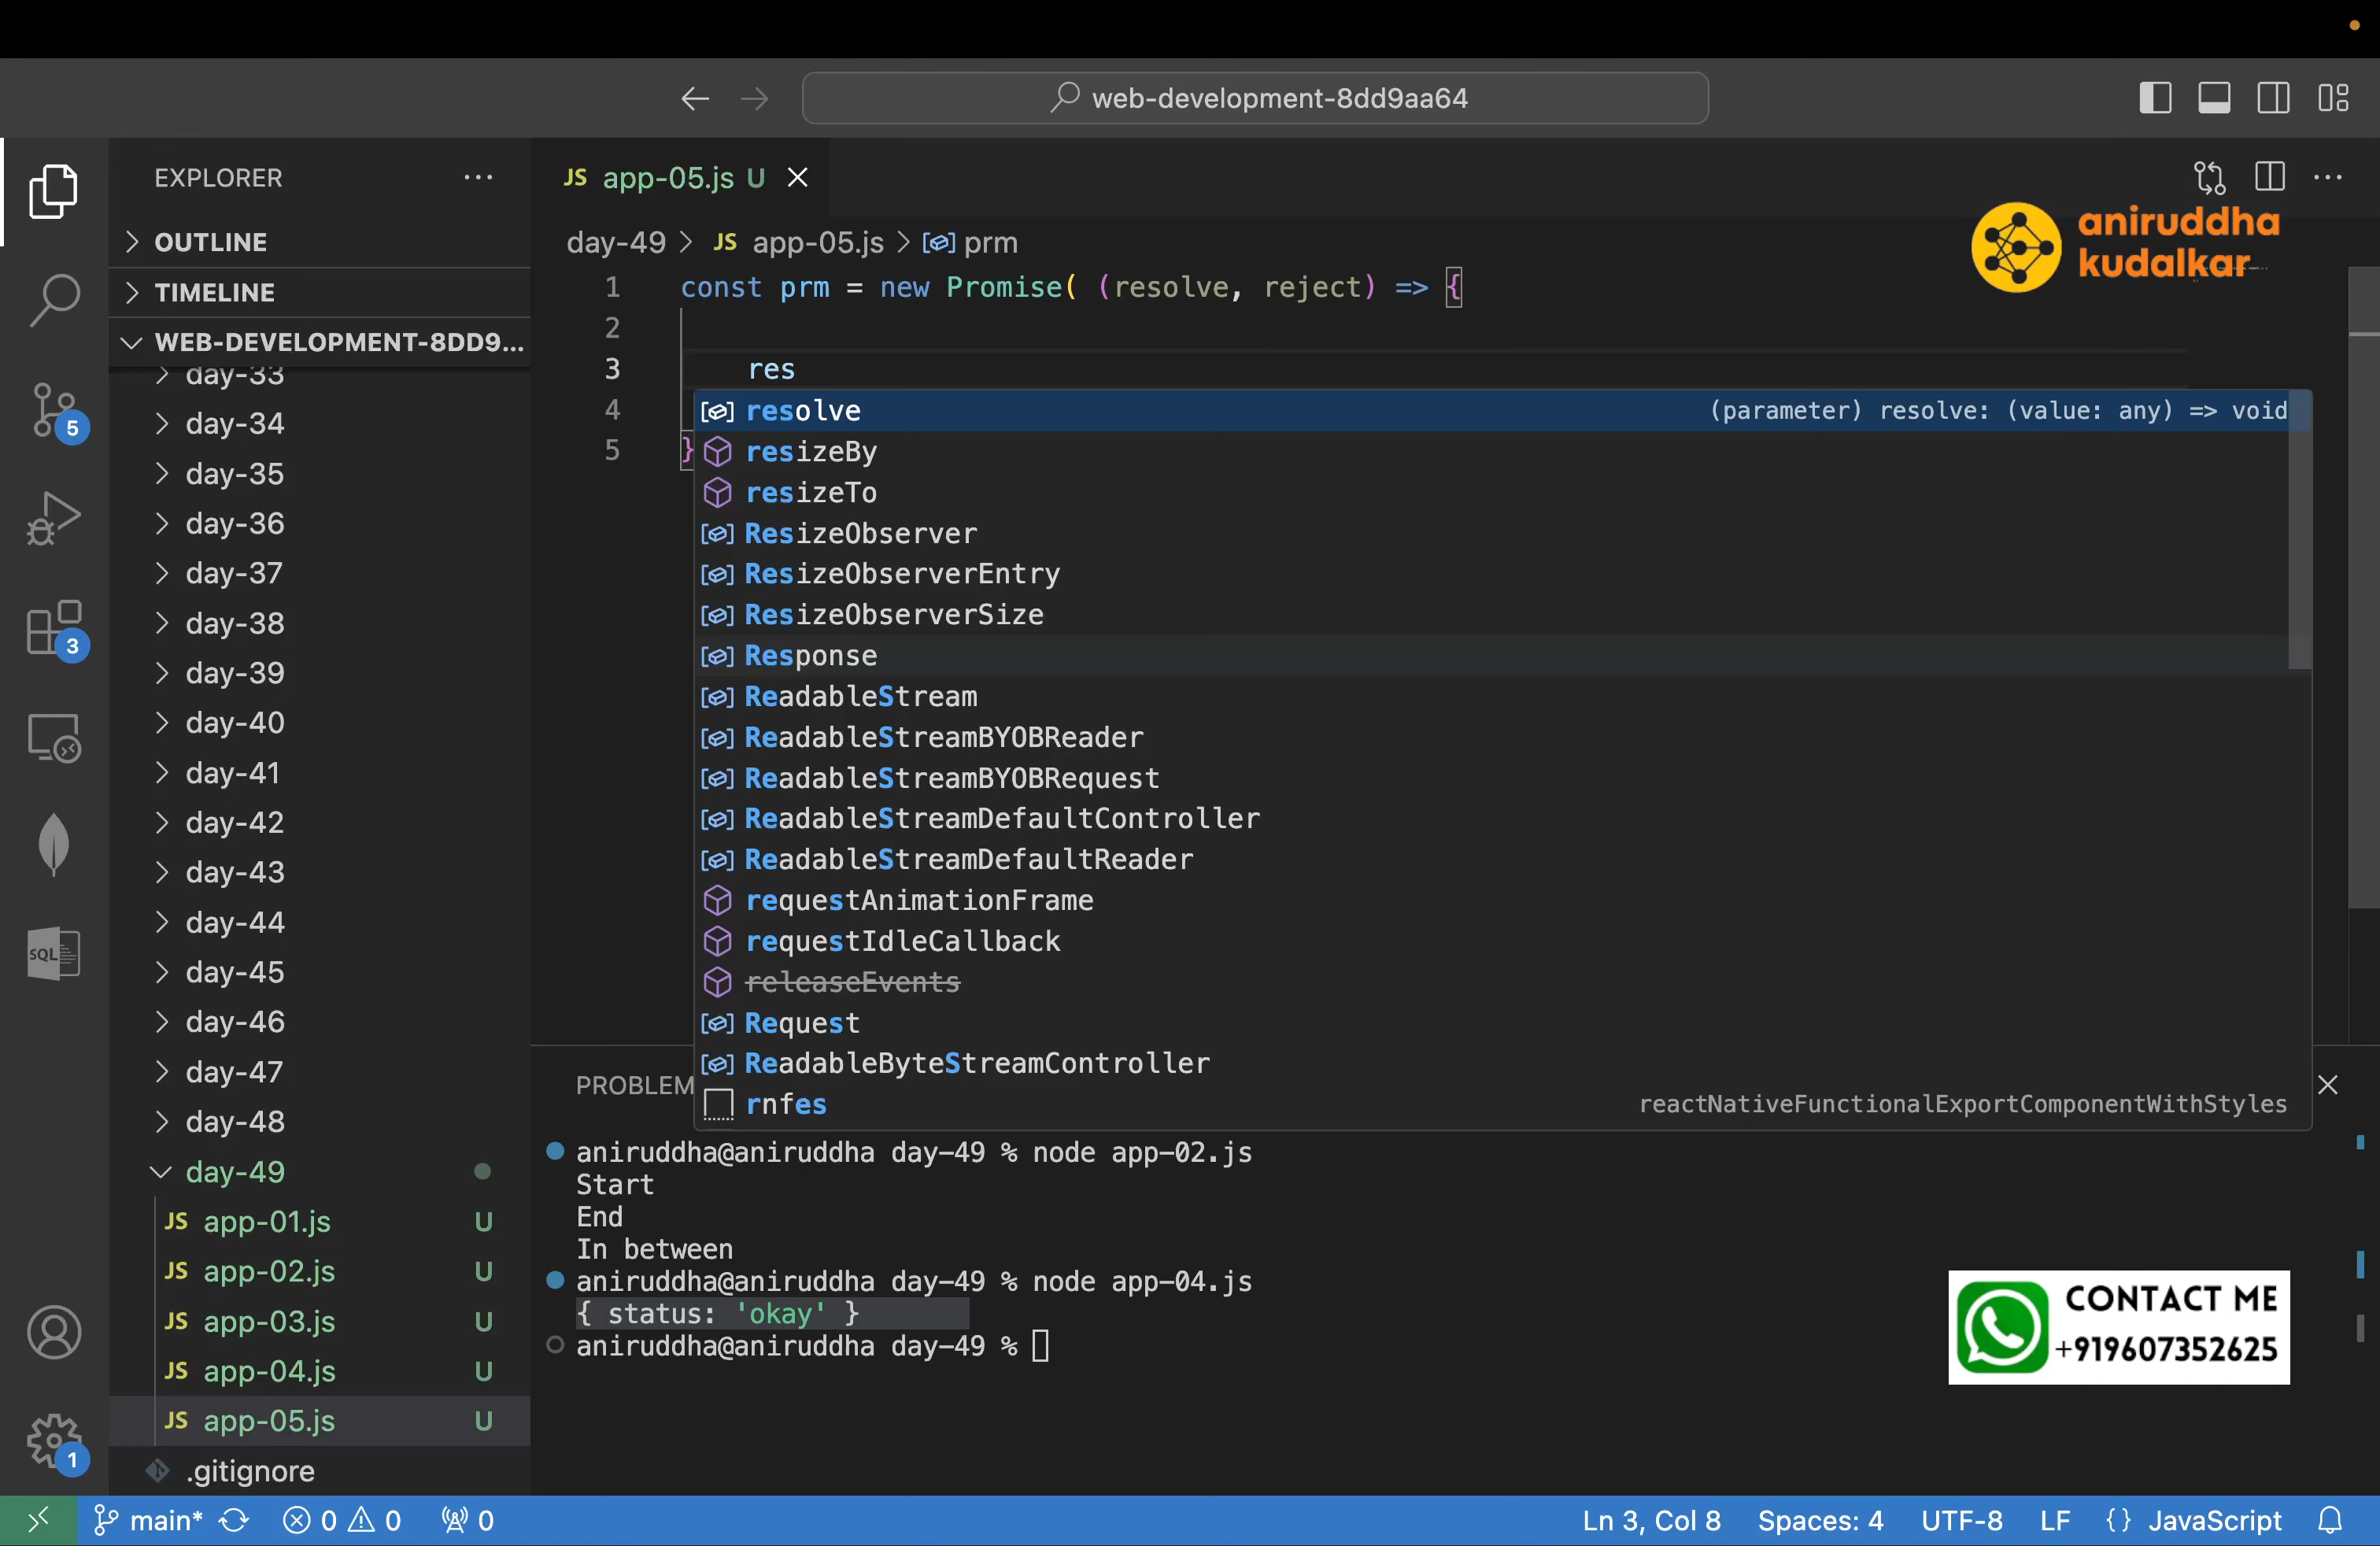 web-development-8dd9aa64
EXPLORER
OUTLINE
TIMELINE
WEB-DEVELOPMENT-8DD9...
day-33
day-34
day-35
day-36
day-37
day-38
day-39
day-40
day-41
day-42
day-43
day-44
day-45
day-46
day-47
day-48
day-49
JS app-01.js U
JS app-02.js U
JS app-03.js U
JS app-04.js U
JS app-05.js U
.gitignore
5
3
SQL
1
JS app-05.js U
day-49 > JS app-05.js > prm
aniruddha
kudalkar
1 const prm = new Promise( (resolve, reject) => {
2
3 res
4
5 }
resolve (parameter) resolve: (value: any) => void
resizeBy
resizeTo
ResizeObserver
ResizeObserverEntry
ResizeObserverSize
Response
ReadableStream
ReadableStreamBYOBReader
ReadableStreamBYOBRequest
ReadableStreamDefaultController
ReadableStreamDefaultReader
requestAnimationFrame
requestIdleCallback
releaseEvents
Request
ReadableByteStreamController
rnfes reactNativeFunctionalExportComponentWithStyles
PROBLEM
aniruddha@aniruddha day-49 % node app-02.js
Start
End
In between
aniruddha@aniruddha day-49 % node app-04.js
{ status: 'okay' }
aniruddha@aniruddha day-49 %
CONTACT ME
+919607352625
main* 0 0 0 Ln 3, Col 8 Spaces: 4 UTF-8 LF {} JavaScript